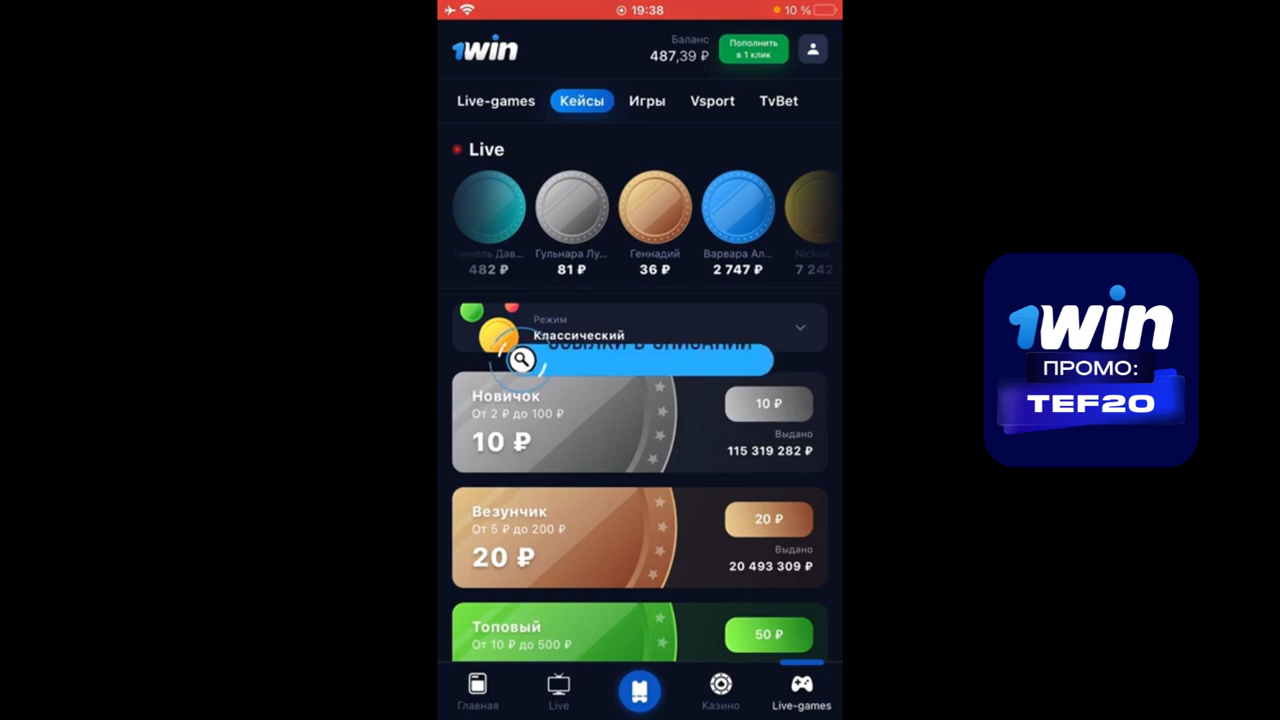 19:38
10 %
1win
Баланс
487,39 ₽
Пополнить
в 1 клик
Live-games
Кейсы
Игры
Vsport
TvBet
Live
Нинель Дав...
482 ₽
Гульнара Лу...
81 ₽
Геннадий
36 ₽
Варвара Ал...
2 747 ₽
7 242
Режим
Классический
Новичок
От 2 ₽ до 100 ₽
10 ₽
10 ₽
Выдано
115 319 282 ₽
Везунчик
От 5 ₽ до 200 ₽
20 ₽
20 ₽
Выдано
20 493 309 ₽
Топовый
От 10 ₽ до 500 ₽
50 ₽
Главная
Live
Казино
Live-games
1win
ПРОМО:
TEF20